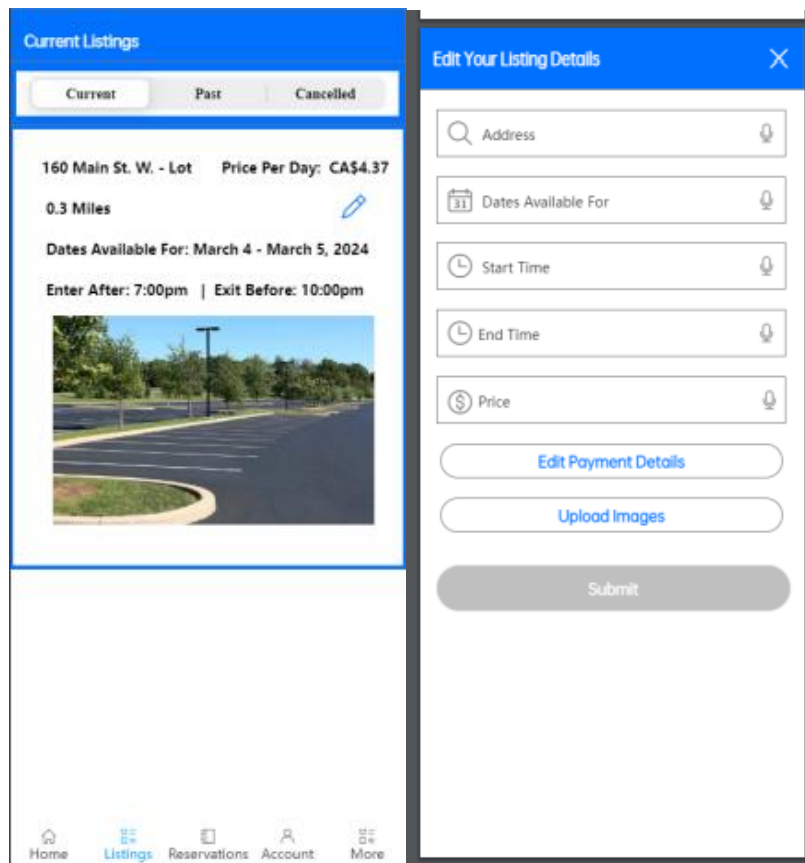 Current Listings
Current Past Cancelled
160 Main St. W. - Lot Price Per Day: CA$4.37
0.3 Miles
Dates Available For: March 4 - March 5, 2024
Enter After: 7:00pm | Exit Before: 10:00pm
Home Listings Reservations Account More
Edit Your Listing Details
Address
31 Dates Available For
Start Time
End Time
$ Price
Edit Payment Details
Upload Images
Submit